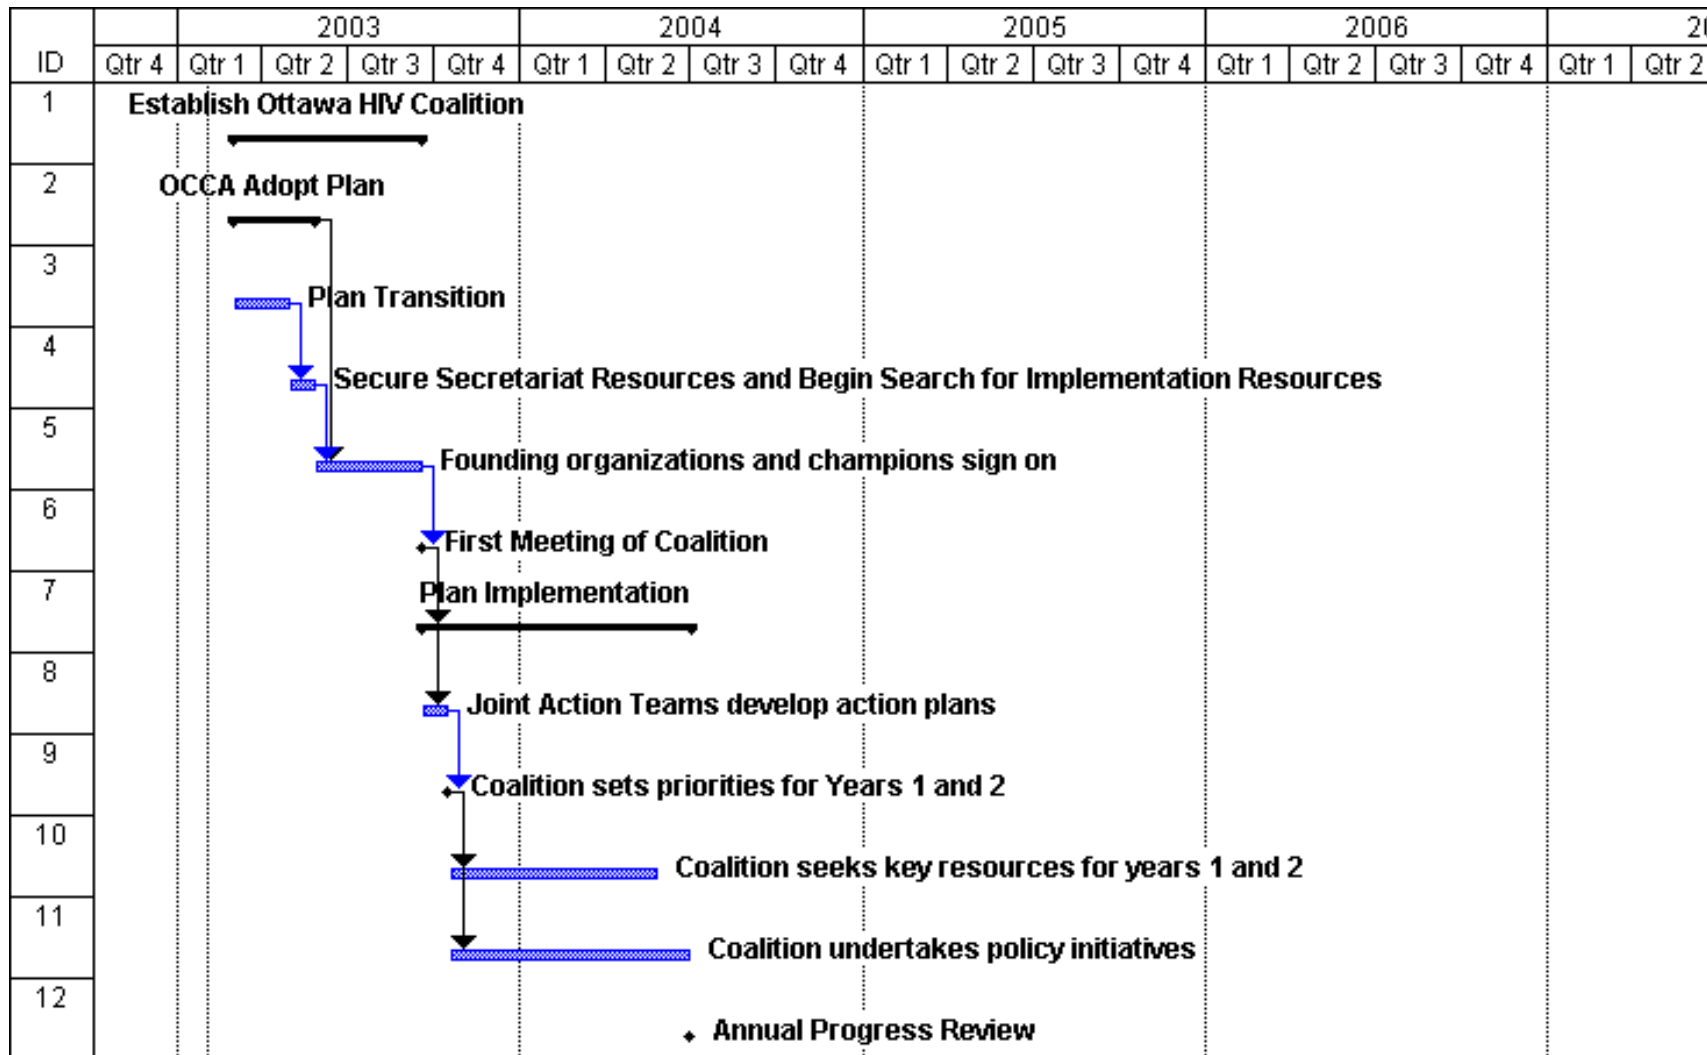 2003 2004 2005 2006 20
ID Qtr 4 Qtr 1 Qtr 2 Qtr 3 Qtr 4 Qtr 1 Qtr 2 Qtr 3 Qtr 4 Qtr 1 Qtr 2 Qtr 3 Qtr 4 Qtr 1 Qtr 2 Qtr 3 Qtr 4 Qtr 1 Qtr 2
1 Establish Ottawa HIV Coalition
2 OCCA Adopt Plan
3 Plan Transition
4 Secure Secretariat Resources and Begin Search for Implementation Resources
5 Founding organizations and champions sign on
6 First Meeting of Coalition
7 Plan Implementation
8 Joint Action Teams develop action plans
9 Coalition sets priorities for Years 1 and 2
10 Coalition seeks key resources for years 1 and 2
11 Coalition undertakes policy initiatives
12 Annual Progress Review